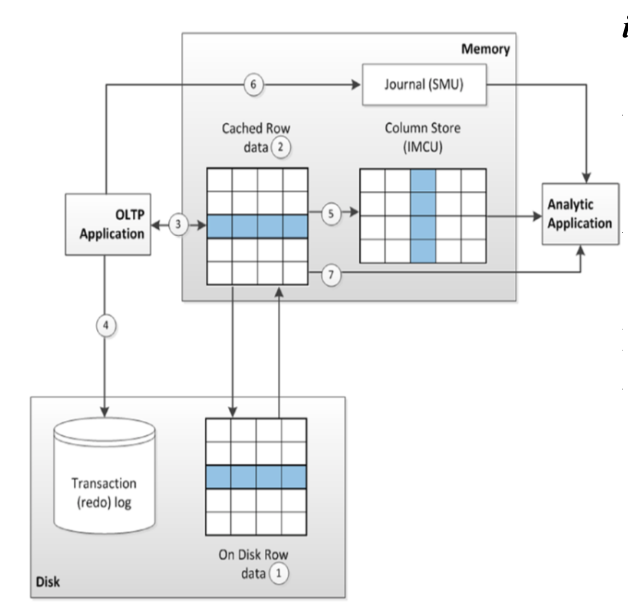 i
Memory
6
Journal (SMU)
Cached Row
data 2
Column Store
(IMCU)
OLTP
Application
3
5
Analytic
Application
7
4
Transaction
(redo) log
On Disk Row
data 1
Disk